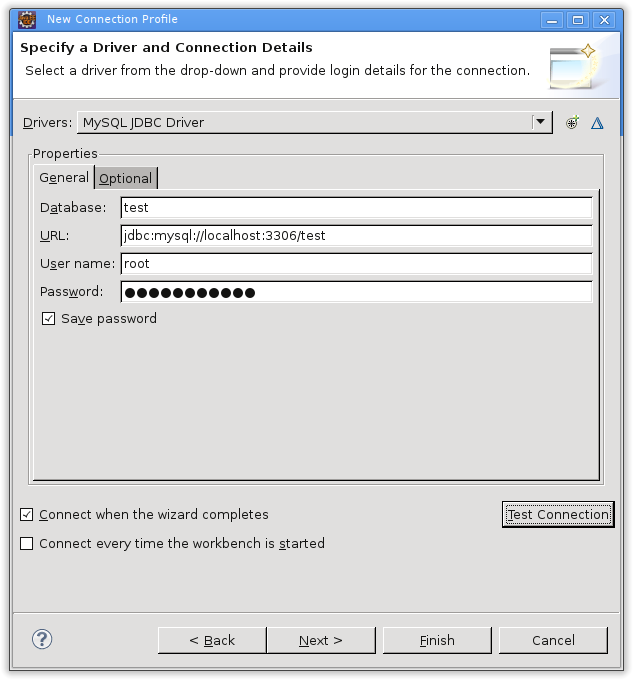 New Connection Profile
Specify a Driver and Connection Details
Select a driver from the drop-down and provide login details for the connection.
Drivers: MySQL JDBC Driver
Properties
General Optional
Database: test
URL: jdbc:mysql://localhost:3306/test
User name: root
Password: ●●●●●●●●●●●
Save password
Connect when the wizard completes Test Connection
Connect every time the workbench is started
? < Back Next > Finish Cancel